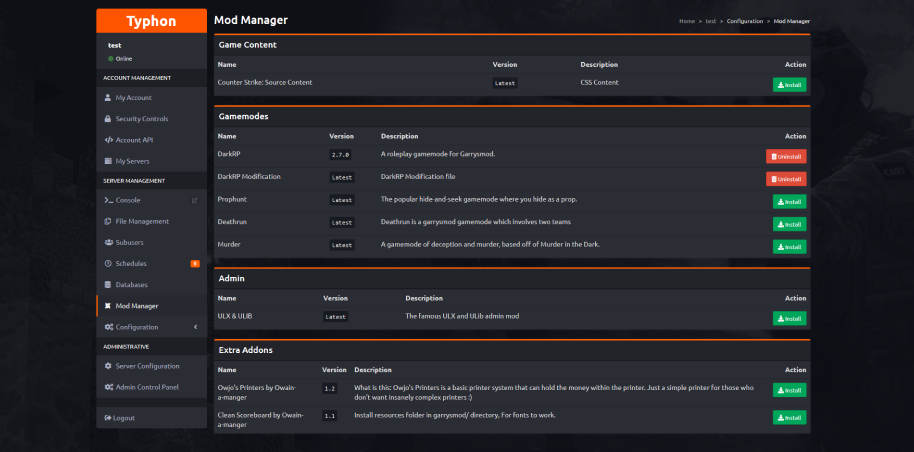 Typhon
test
Online
ACCOUNT MANAGEMENT
My Account
Security Controls
Account API
My Servers
SERVER MANAGEMENT
Console
File Management
Subusers
Schedules 0
Databases
Mod Manager
Configuration
ADMINISTRATIVE
Server Configuration
Admin Control Panel
Logout
Mod Manager
Home > test > Configuration > Mod Manager
Game Content
Name Version Description Action
Counter Strike: Source Content Latest CSS Content Install
Gamemodes
Name Version Description Action
DarkRP 2.7.0 A roleplay gamemode for Garrysmod. Uninstall
DarkRP Modification Latest DarkRP Modification file Uninstall
Prophunt Latest The popular hide-and-seek gamemode where you hide as a prop. Install
Deathrun Latest Deathrun is a garrysmod gamemode which involves two teams Install
Murder Latest A gamemode of deception and murder, based off of Murder in the Dark. Install
Admin
Name Version Description Action
ULX & ULIB Latest The famous ULX and ULib admin mod Install
Extra Addons
Name Version Description Action
Owjo's Printers by Owain- 1.2 What is this: Owjo's Printers is a basic printer system that can hold the money within the printer. Just a simple printer for those who Install
a-manger don't want insanely complex printers :)
Clean Scoreboard by Owain- 1.1 Install resources folder in garrysmod/ directory, For fonts to work. Install
a-manger